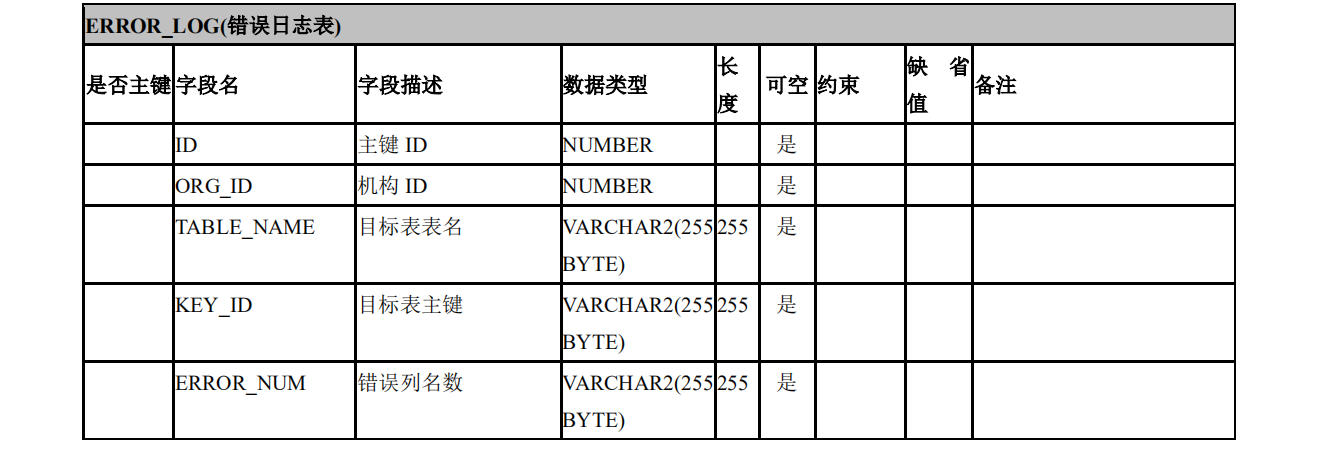 ERROR_LOG(错误日志表)
是否主键 字段名 字段描述 数据类型 长度 可空 约束 缺省值 备注
ID 主键 ID NUMBER 是
ORG_ID 机构 ID NUMBER 是
TABLE_NAME 目标表表名 VARCHAR2(255 BYTE) 255 是
KEY_ID 目标表主键 VARCHAR2(255 BYTE) 255 是
ERROR_NUM 错误列名数 VARCHAR2(255 BYTE) 255 是